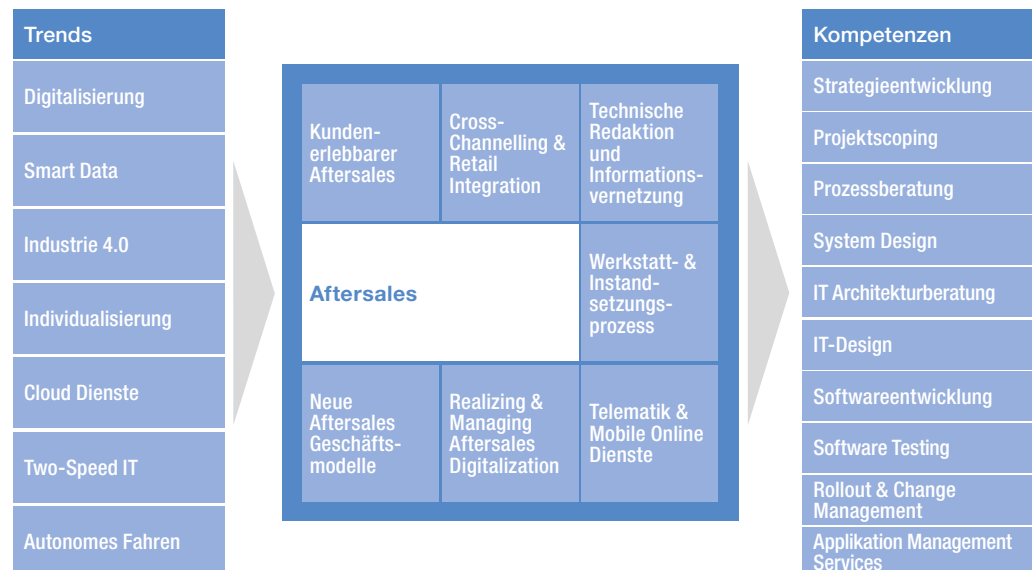 Trends
Digitalisierung
Smart Data
Industrie 4.0
Individualisierung
Cloud Dienste
Two-Speed IT
Autonomes Fahren
Kunden-
erlebbarer
Aftersales
Cross-
Channelling &
Retail
Integration
Technische
Redaktion
und
Informations-
vernetzung
Aftersales
Werkstatt- &
Instand-
setzungs-
prozess
Neue
Aftersales
Geschäfts-
modelle
Realizing &
Managing
Aftersales
Digitalization
Telematik &
Mobile Online
Dienste
Kompetenzen
Strategieentwicklung
Projektscoping
Prozessberatung
System Design
IT Architekturberatung
IT-Design
Softwareentwicklung
Software Testing
Rollout & Change
Management
Applikation Management
Services